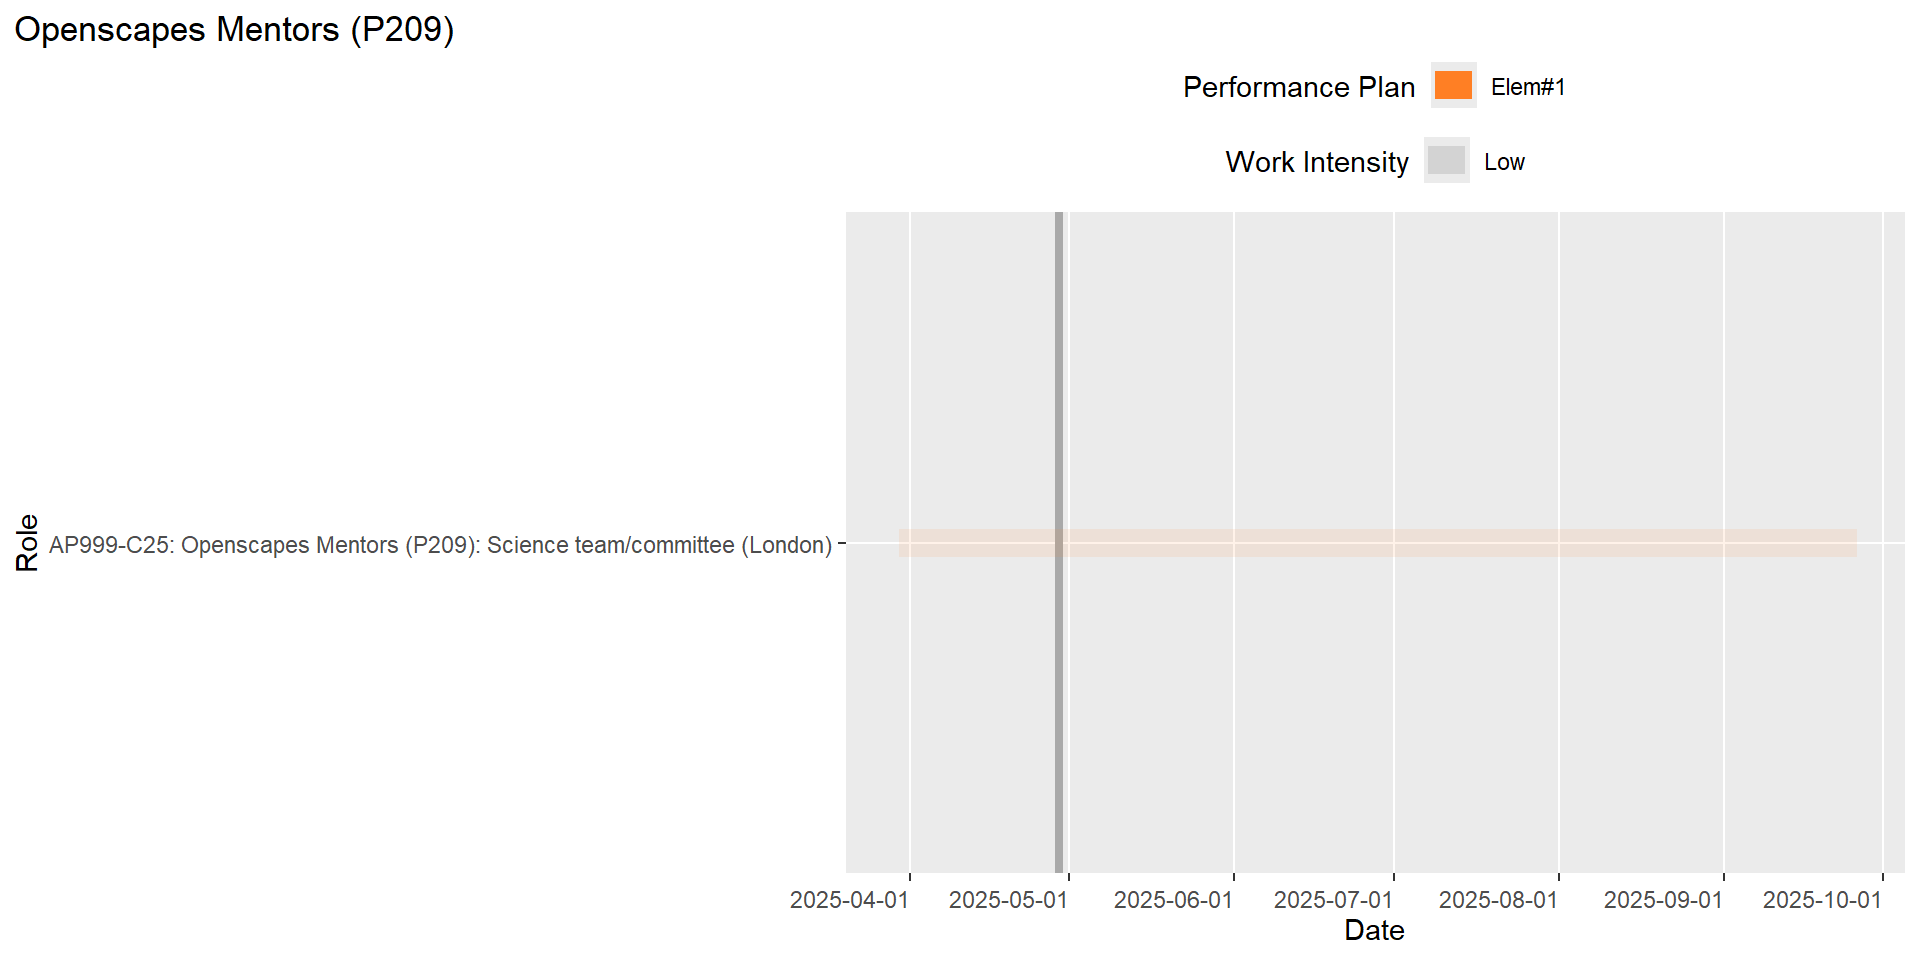 Openscapes Mentors (P209)
Performance Plan Elem#1
Work Intensity Low
Role
AP999-C25: Openscapes Mentors (P209): Science team/committee (London)
2025-04-01 2025-05-01 2025-06-01 2025-07-01 2025-08-01 2025-09-01 2025-10-01
Date